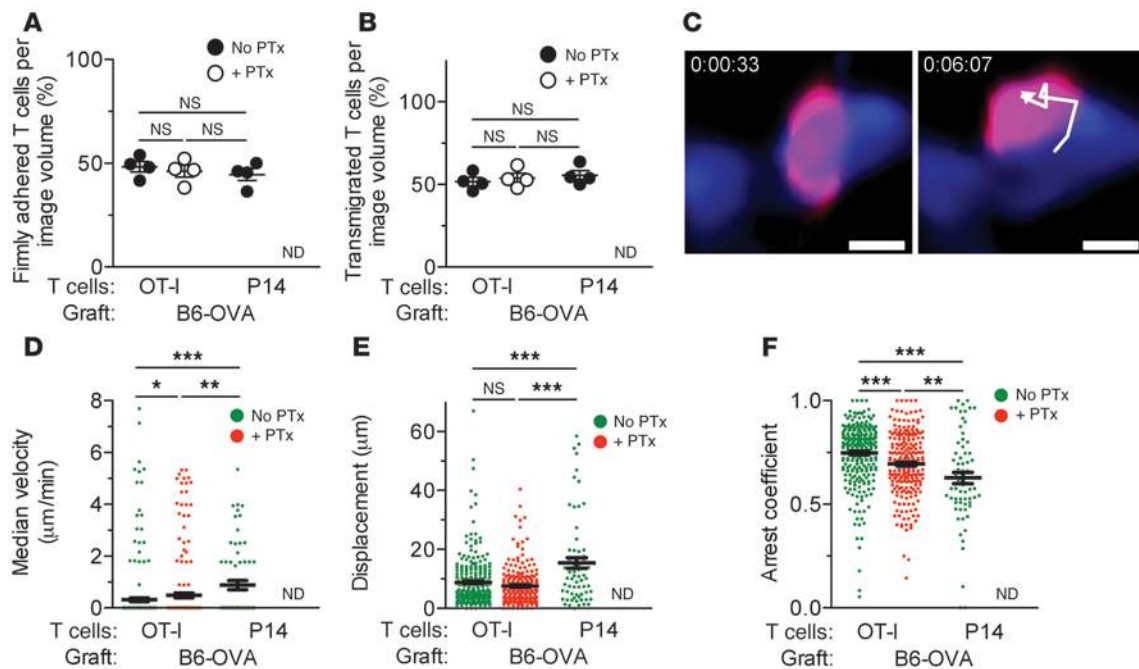 A
Firmly adhered T cells per
image volume (%)
100
50
0
No PTx
+ PTx
NS
NS
NS
ND
T cells: OT-I P14
Graft: B6-OVA
B
Transmigrated T cells per
image volume (%)
100
50
0
No PTx
+ PTx
NS
NS
NS
ND
T cells: OT-I P14
Graft: B6-OVA
C
0:00:33
0:06:07
D
Median velocity
(μm/min)
8
6
4
2
0
***
*
**
No PTx
+ PTx
ND
T cells: OT-I P14
Graft: B6-OVA
E
Displacement (μm)
60
40
20
0
***
NS
***
No PTx
+ PTx
ND
T cells: OT-I P14
Graft: B6-OVA
F
Arrest coefficient
1.0
0.5
0.0
***
***
**
No PTx
+ PTx
ND
T cells: OT-I P14
Graft: B6-OVA